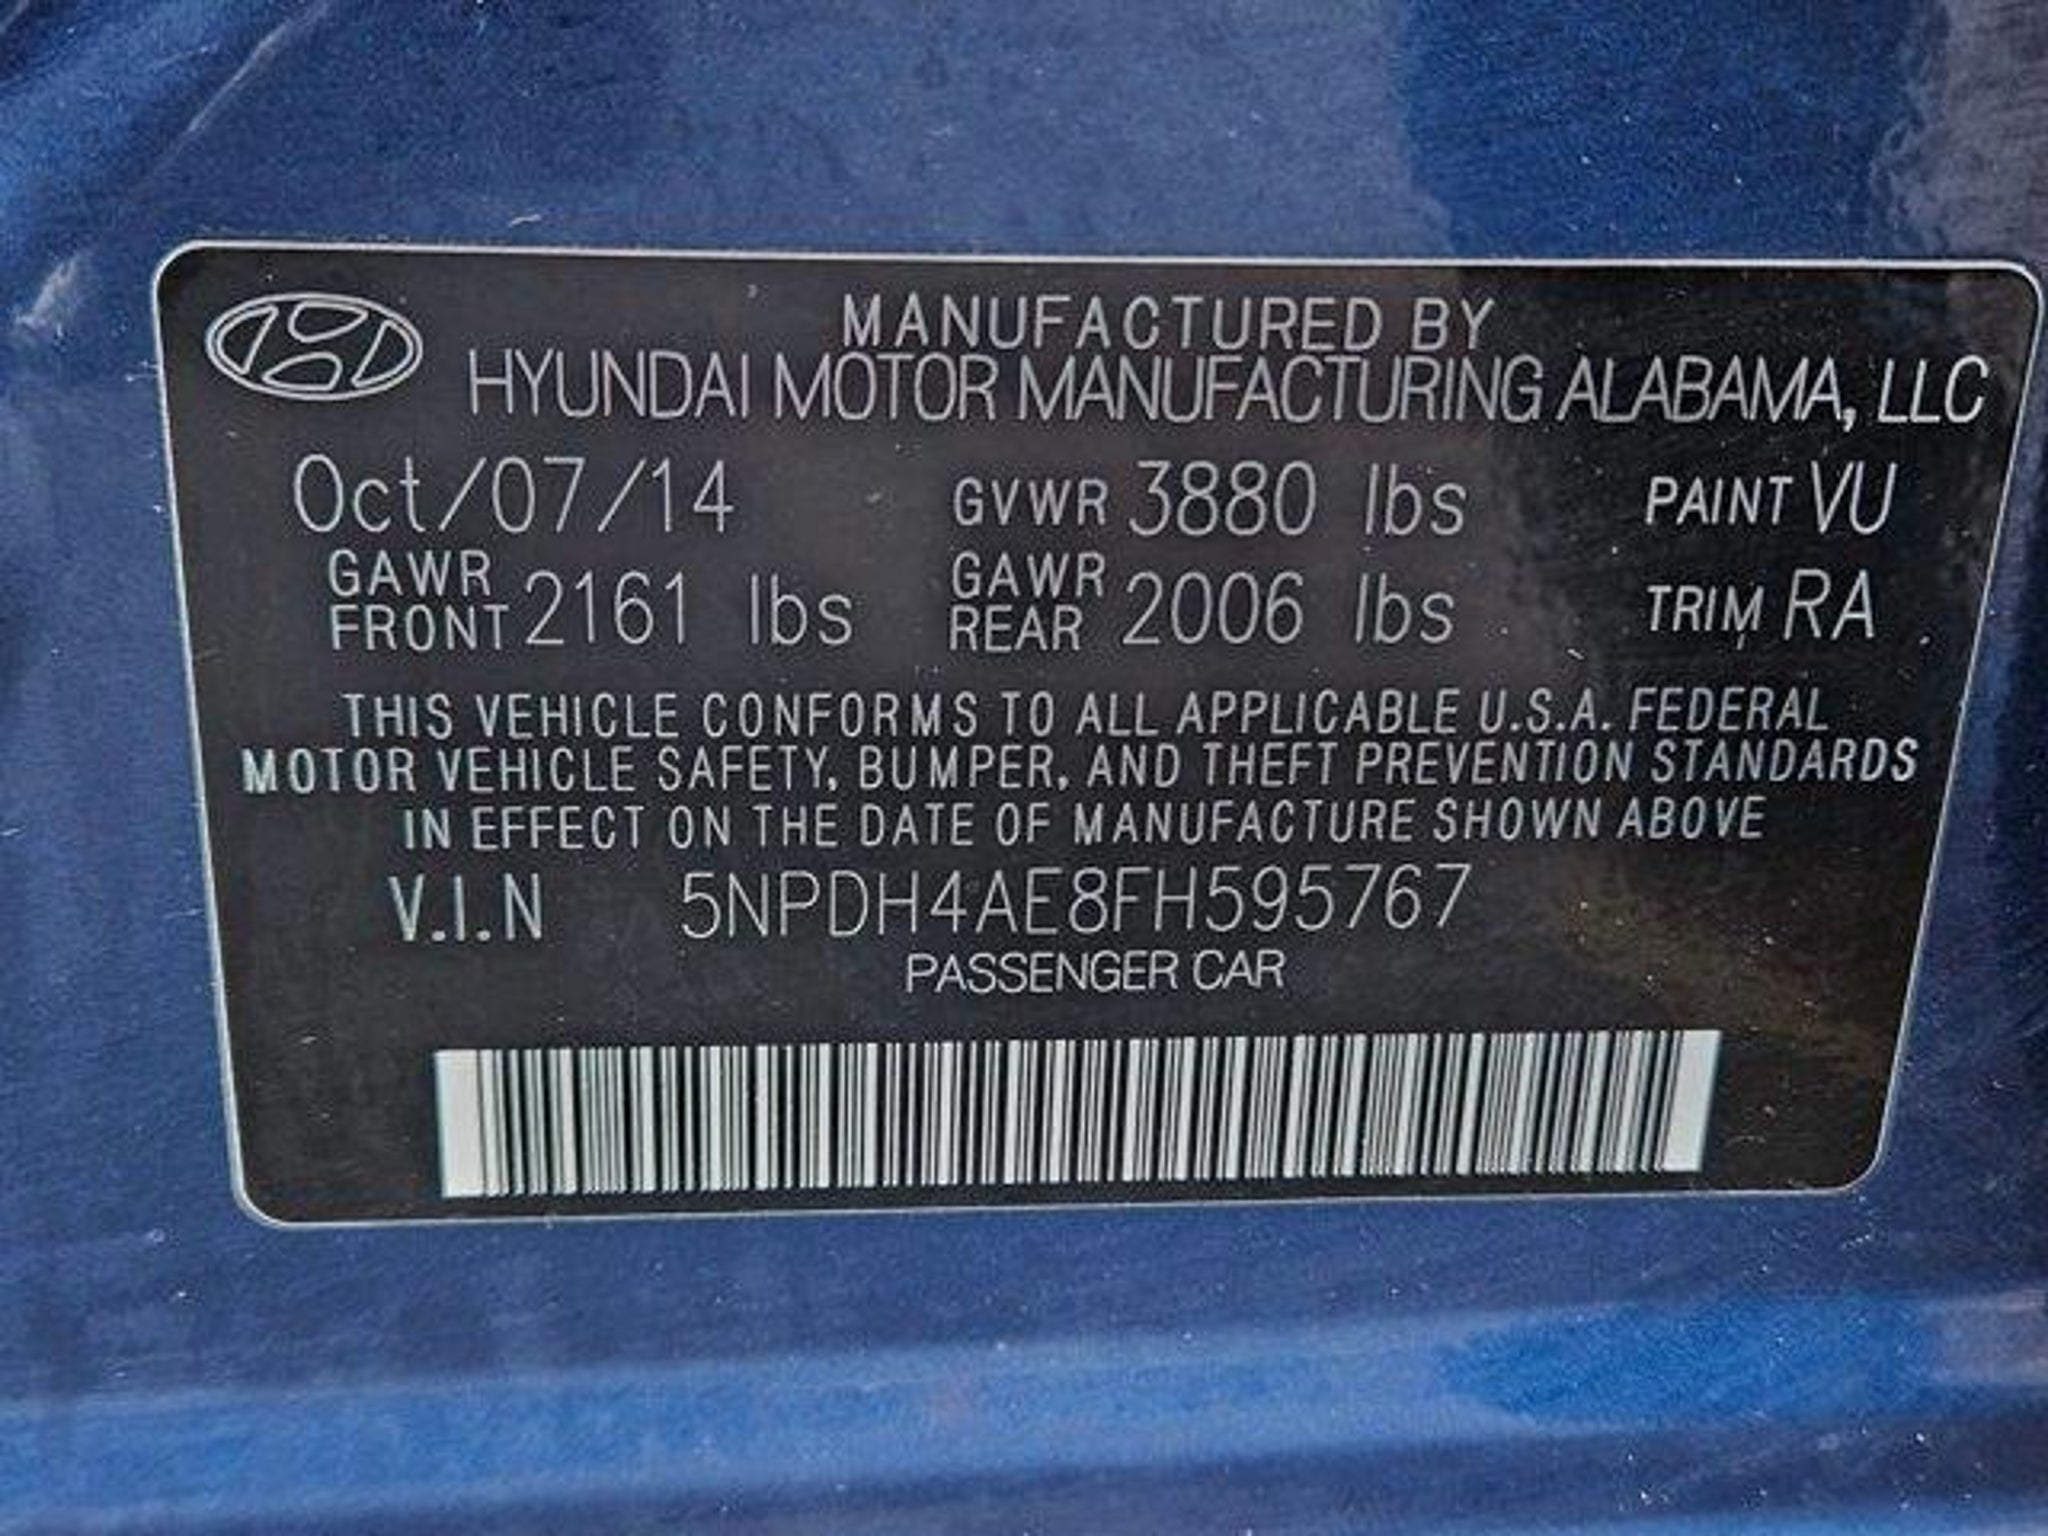 MANUFACTURED BY
HYUNDAI MOTOR MANUFACTURING ALABAMA, LLC
Oct/07/14 GVWR 3880 lbs PAINT VU
GAWR FRONT 2161 lbs GAWR REAR 2006 lbs TRIM RA
THIS VEHICLE CONFORMS TO ALL APPLICABLE U.S.A. FEDERAL
MOTOR VEHICLE SAFETY, BUMPER, AND THEFT PREVENTION STANDARDS
IN EFFECT ON THE DATE OF MANUFACTURE SHOWN ABOVE
V.I.N 5NPDH4AE8FH595767
PASSENGER CAR